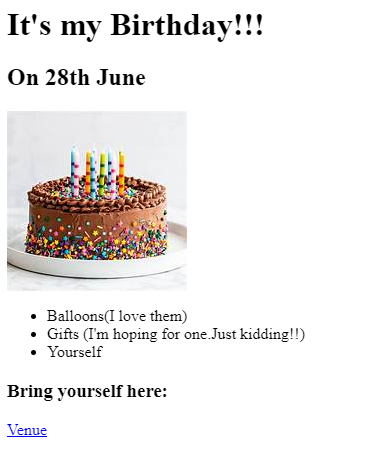 It's my Birthday!!!
On 28th June
Balloons(I love them)
Gifts (I'm hoping for one.Just kidding!!)
Yourself
Bring yourself here:
Venue